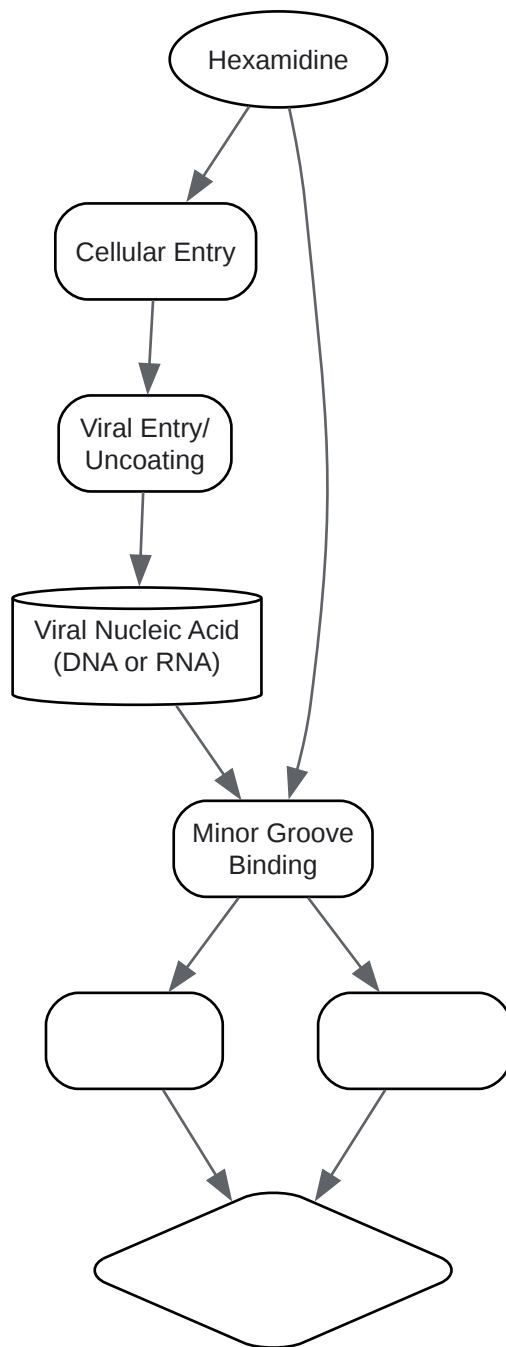 Hexamidine
Cellular Entry
Viral Entry/
Uncoating
Viral Nucleic Acid
(DNA or RNA)
Minor Groove
Binding